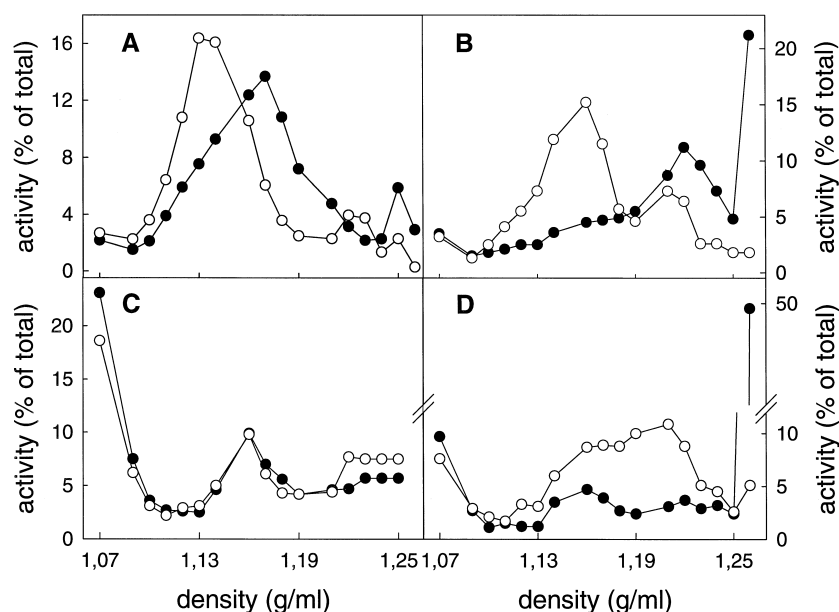 A
B
16
12
8
4
0
activity (% of total)
20
15
10
5
0
activity (% of total)
C
D
20
15
10
5
0
activity (% of total)
50
10
5
0
activity (% of total)
1,07 1,13 1,19 1,25 1,07 1,13 1,19 1,25
density (g/ml) density (g/ml)